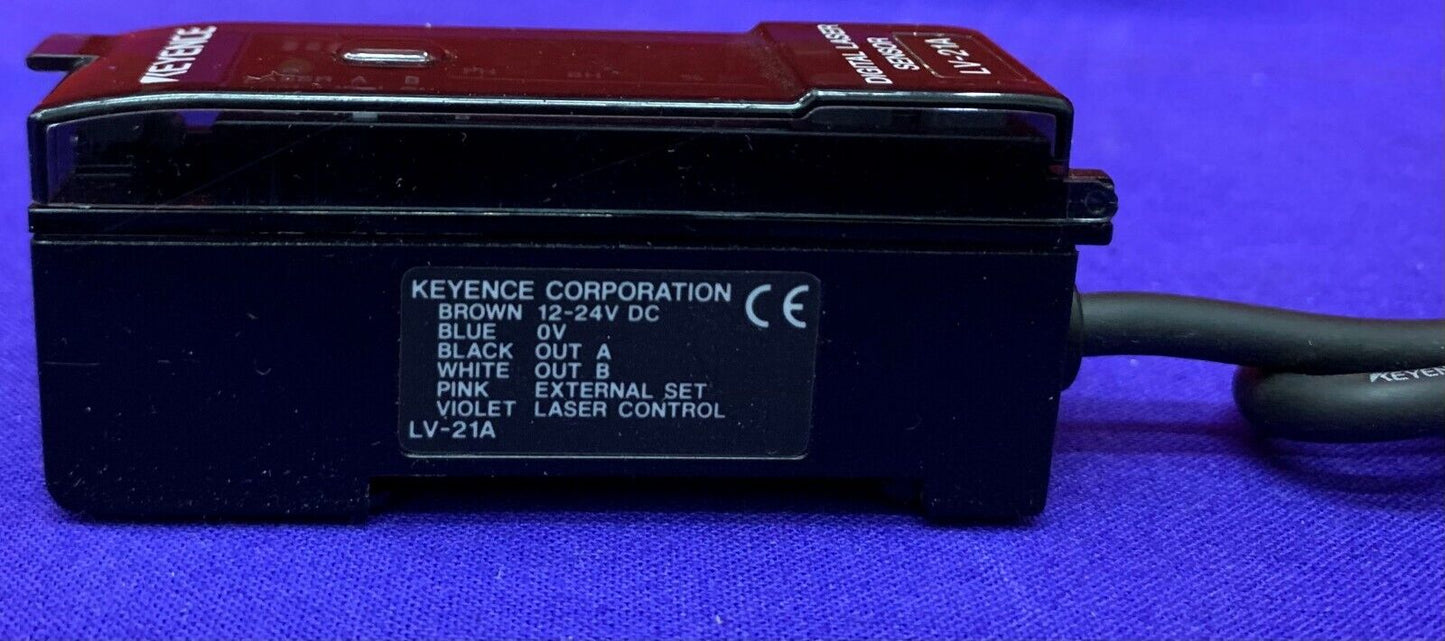 KEYENCE
DIGITAL LASER
SENSOR
LV-21A
KEYENCE CORPORATION CE
BROWN 12-24V DC
BLUE 0V
BLACK OUT A
WHITE OUT B
PINK EXTERNAL SET
VIOLET LASER CONTROL
LV-21A
KEYENC